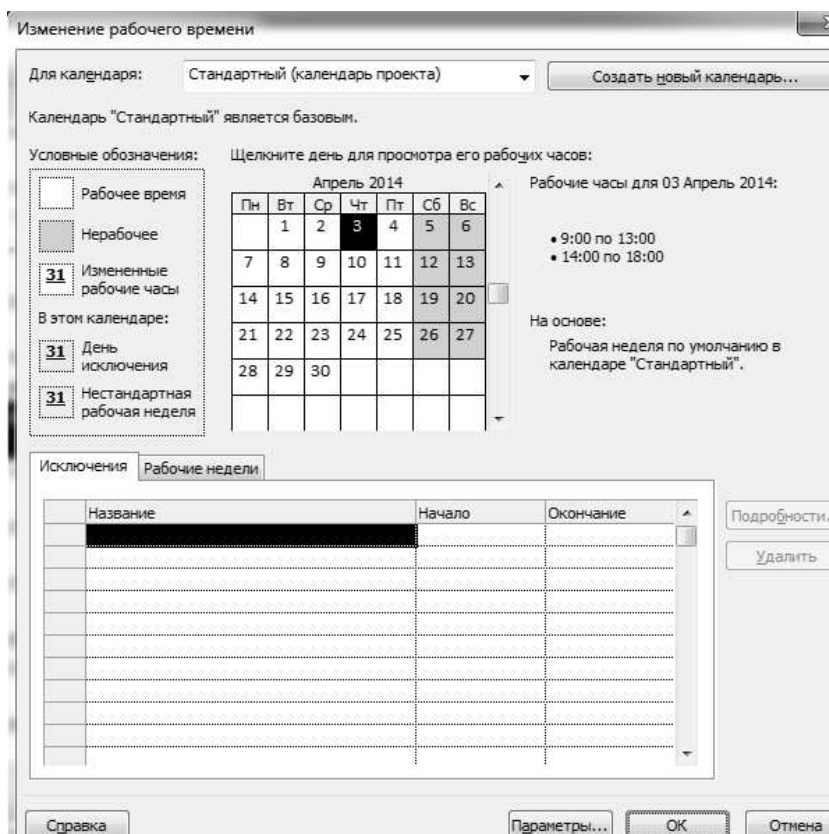 Изменение рабочего времени
Для календаря:
Стандартный (календарь проекта)
Создать новый календарь...
Календарь "Стандартный" является базовым.
Условные обозначения:
Рабочее время
Нерабочее
31 Измененные
рабочие часы
В этом календаре:
31 День
исключения
31 Нестандартная
рабочая неделя
Щелкните день для просмотра его рабочих часов:
Апрель 2014
Пн Вт Ср Чт Пт Сб Вс
1 2 3 4 5 6
7 8 9 10 11 12 13
14 15 16 17 18 19 20
21 22 23 24 25 26 27
28 29 30
Рабочие часы для 03 Апрель 2014:
• 9:00 по 13:00
• 14:00 по 18:00
На основе:
Рабочая неделя по умолчанию в
календаре "Стандартный".
Исключения Рабочие недели
Название Начало Окончание
Подробности.
Удалить
Справка Параметры... ОК Отмена